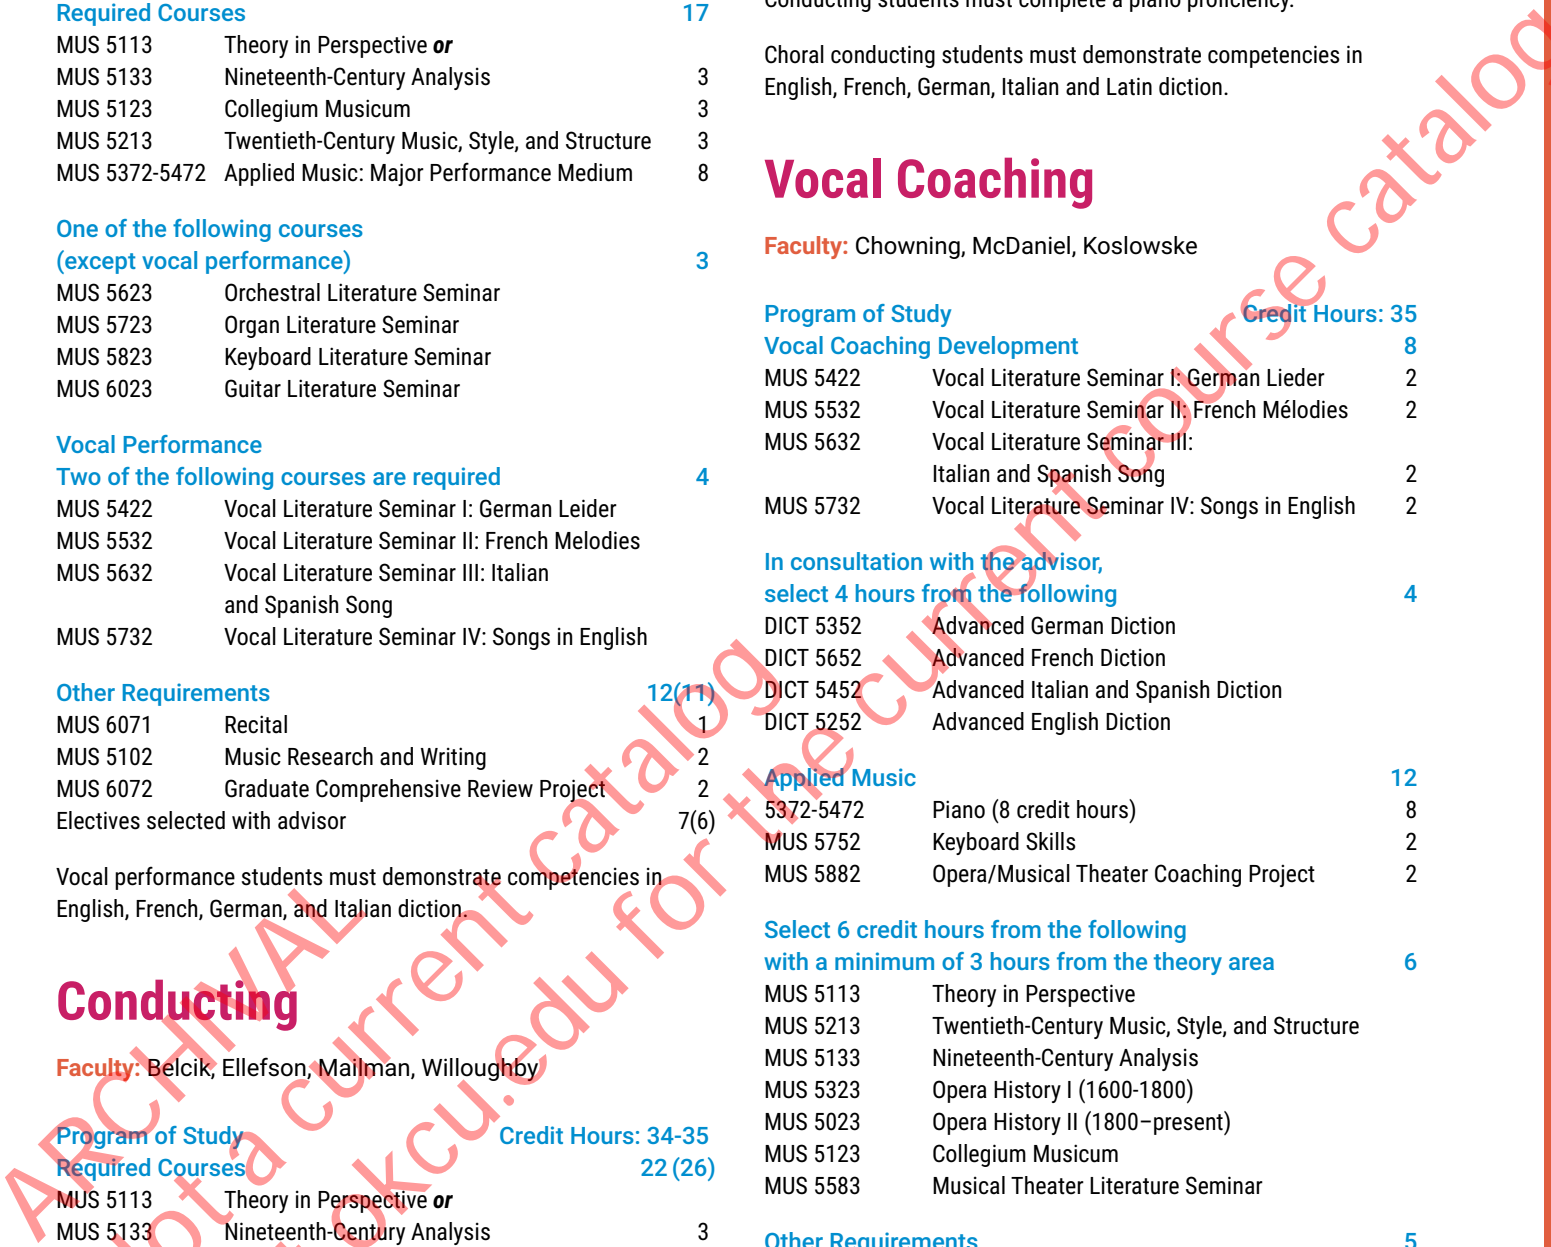 Required Courses 17
MUS 5113 Theory in Perspective or
MUS 5133 Nineteenth-Century Analysis 3
MUS 5123 Collegium Musicum 3
MUS 5213 Twentieth-Century Music, Style, and Structure 3
MUS 5372-5472 Applied Music: Major Performance Medium 8
One of the following courses
(except vocal performance) 3
MUS 5623 Orchestral Literature Seminar
MUS 5723 Organ Literature Seminar
MUS 5823 Keyboard Literature Seminar
MUS 6023 Guitar Literature Seminar
Vocal Performance
Two of the following courses are required 4
MUS 5422 Vocal Literature Seminar I: German Leider
MUS 5532 Vocal Literature Seminar II: French Melodies
MUS 5632 Vocal Literature Seminar III: Italian
and Spanish Song
MUS 5732 Vocal Literature Seminar IV: Songs in English
Other Requirements 12(11)
MUS 6071 Recital 1
MUS 5102 Music Research and Writing 2
MUS 6072 Graduate Comprehensive Review Project 2
Electives selected with advisor 7(6)
Vocal performance students must demonstrate competencies in
English, French, German, and Italian diction.
Conducting
Faculty: Belcik, Ellefson, Mailman, Willoughby
Program of Study Credit Hours: 34-35
Required Courses 22 (26)
MUS 5113 Theory in Perspective or
MUS 5133 Nineteenth-Century Analysis 3
Conducting students must complete a piano proficiency.
Choral conducting students must demonstrate competencies in
English, French, German, Italian and Latin diction.
Vocal Coaching
Faculty: Chowning, McDaniel, Koslowske
Program of Study Credit Hours: 35
Vocal Coaching Development 8
MUS 5422 Vocal Literature Seminar I: German Lieder 2
MUS 5532 Vocal Literature Seminar II: French Mélodies 2
MUS 5632 Vocal Literature Seminar III:
Italian and Spanish Song 2
MUS 5732 Vocal Literature Seminar IV: Songs in English 2
In consultation with the advisor,
select 4 hours from the following 4
DICT 5352 Advanced German Diction
DICT 5652 Advanced French Diction
DICT 5452 Advanced Italian and Spanish Diction
DICT 5252 Advanced English Diction
Applied Music 12
5372-5472 Piano (8 credit hours) 8
MUS 5752 Keyboard Skills 2
MUS 5882 Opera/Musical Theater Coaching Project 2
Select 6 credit hours from the following
with a minimum of 3 hours from the theory area 6
MUS 5113 Theory in Perspective
MUS 5213 Twentieth-Century Music, Style, and Structure
MUS 5133 Nineteenth-Century Analysis
MUS 5323 Opera History I (1600-1800)
MUS 5023 Opera History II (1800–present)
MUS 5123 Collegium Musicum
MUS 5583 Musical Theater Literature Seminar
Other Requirements 5
ARCHIVAL
a current catalog
okcu.edu for the current course catalog